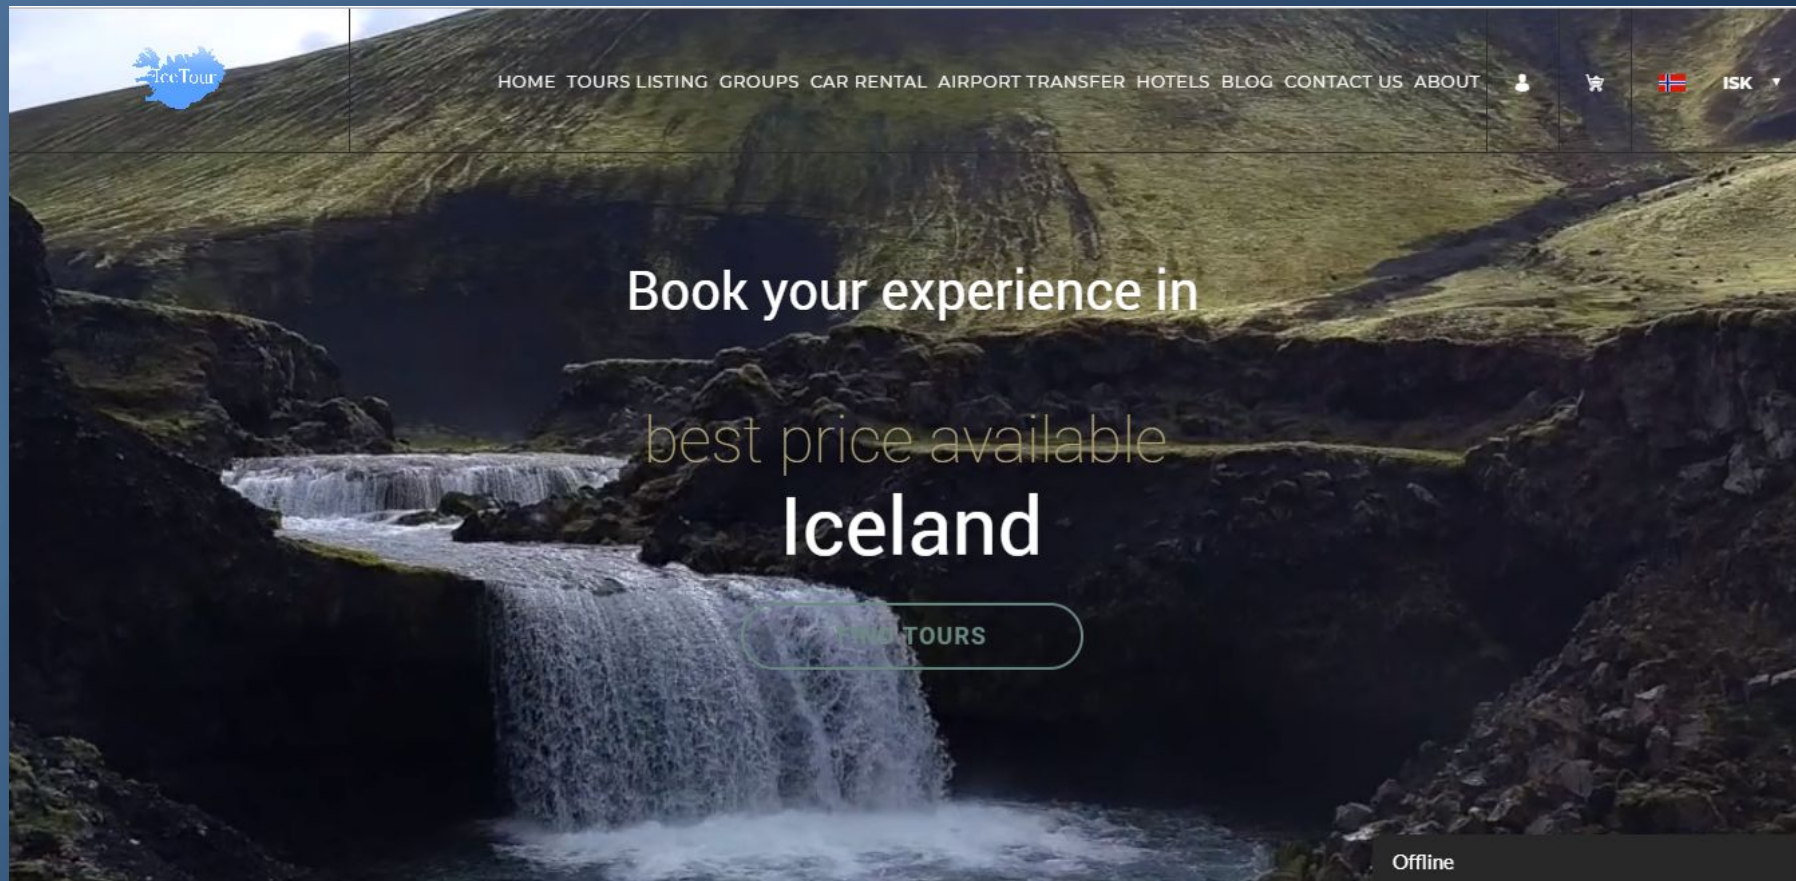 IceTour
HOME TOURS LISTING GROUPS CAR RENTAL AIRPORT TRANSFER HOTELS BLOG CONTACT US ABOUT ISK
Book your experience in
best price available
Iceland
FIND TOURS
Offline